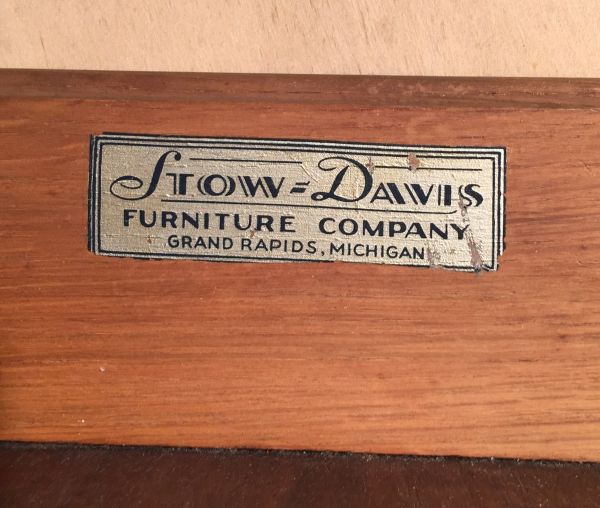 STOW=DAVIS
FURNITURE COMPANY
GRAND RAPIDS, MICHIGAN